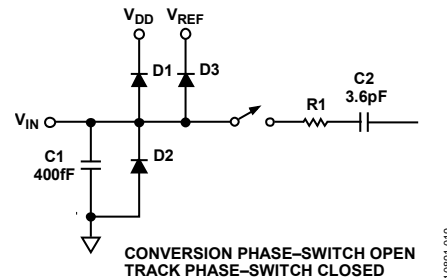 VDD VREF
D1 D3
C2
3.6pF
R1
VIN
C1
400fF
D2
CONVERSION PHASE–SWITCH OPEN
TRACK PHASE–SWITCH CLOSED